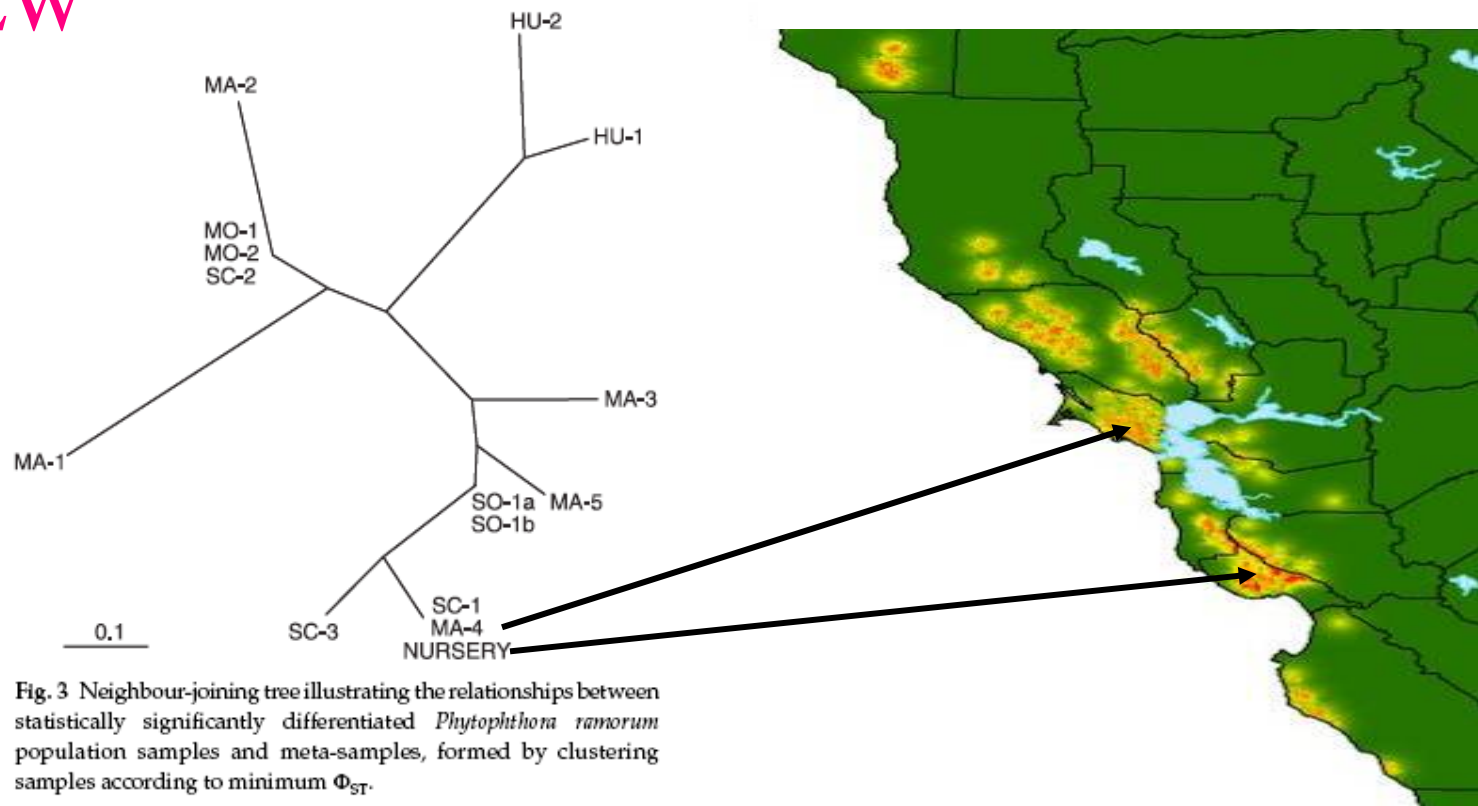 HU-2
MA-2
HU-1
MO-1
MO-2
SC-2
MA-3
MA-1
SO-1a MA-5
SO-1b
SC-1
0.1
SC-3
MA-4
NURSERY
Fig. 3 Neighbour-joining tree illustrating the relationships between
statistically significantly differentiated Phytophthora ramorum
population samples and meta-samples, formed by clustering
samples according to minimum ΦST.